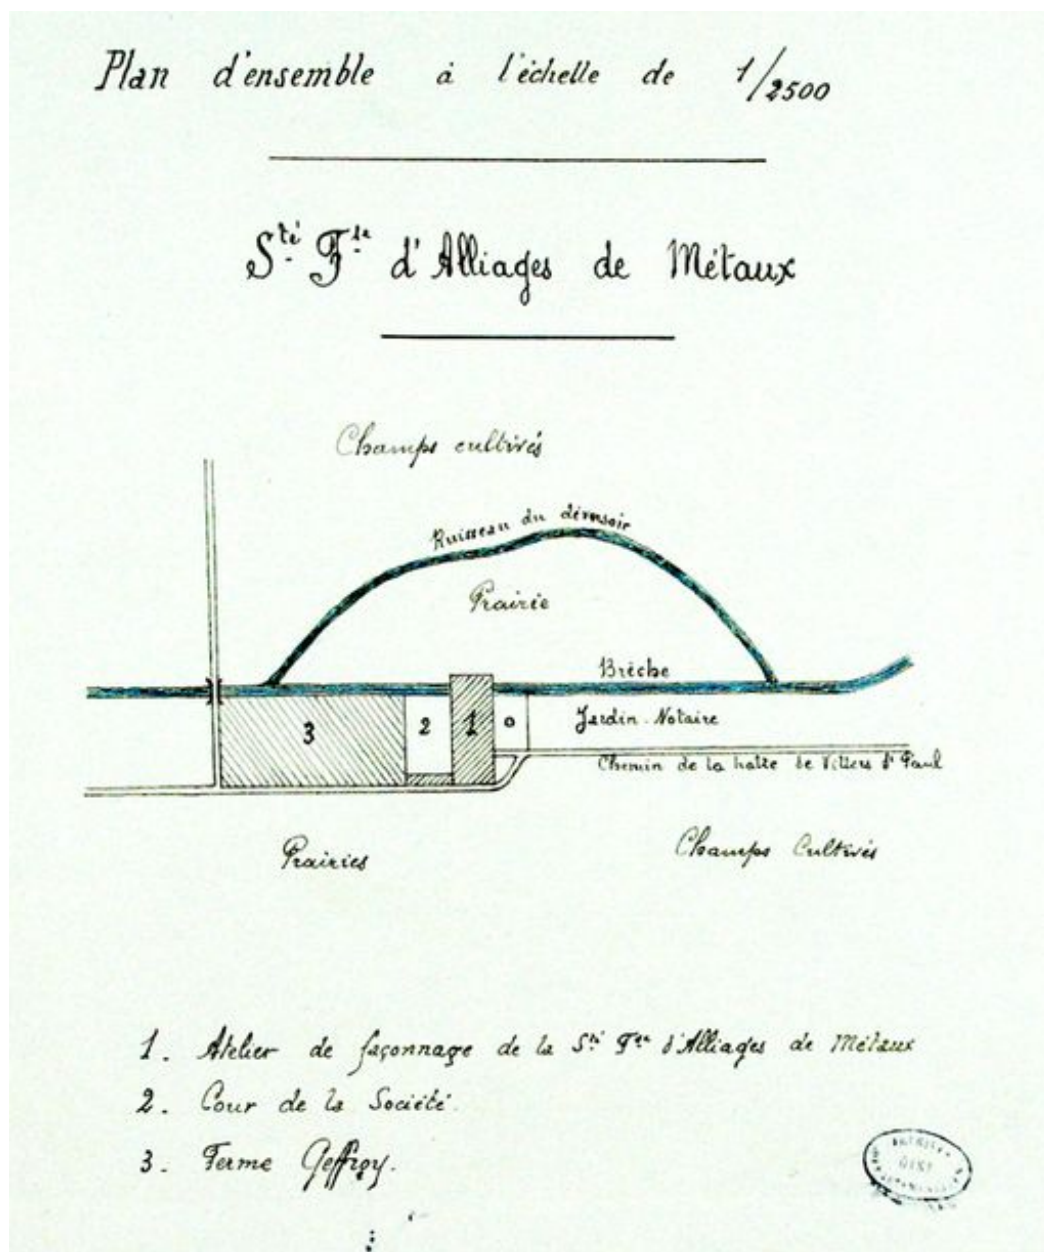 Plan d'ensemble à l'échelle de 1/2500
Sté Fse d'Alliages de Métaux
Champs cultivés
Ruisseau du déversoir
Prairie
Brèche
3 2 1
Jardin Notaire
Chemin de la halte de Villers St Paul
Prairies
Champs Cultivés
1. Atelier de façonnage de la Sté Fse d'Alliages de Métaux
2. Cour de la Société.
3. Ferme Geffroy.
OISE